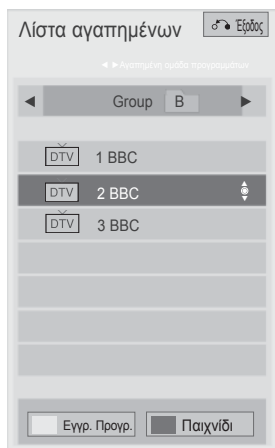 Λίστα αγαπημένων
Έξοδος
◄ ►Αγαπημένη ομάδα προγραμμάτων
◄ Group B ►
DTV 1 BBC
DTV 2 BBC
DTV 3 BBC
Εγγρ. Προγρ. Παιχνίδι